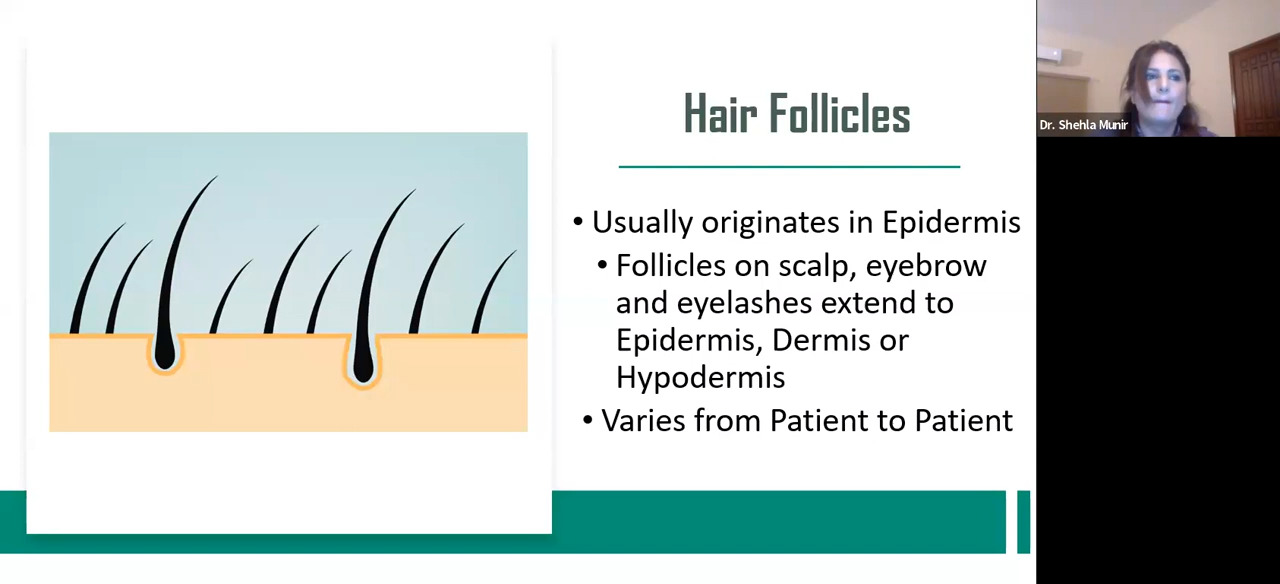 Hair Follicles
• Usually originates in Epidermis
• Follicles on scalp, eyebrow
and eyelashes extend to
Epidermis, Dermis or
Hypodermis
• Varies from Patient to Patient
Dr. Shehla Munir